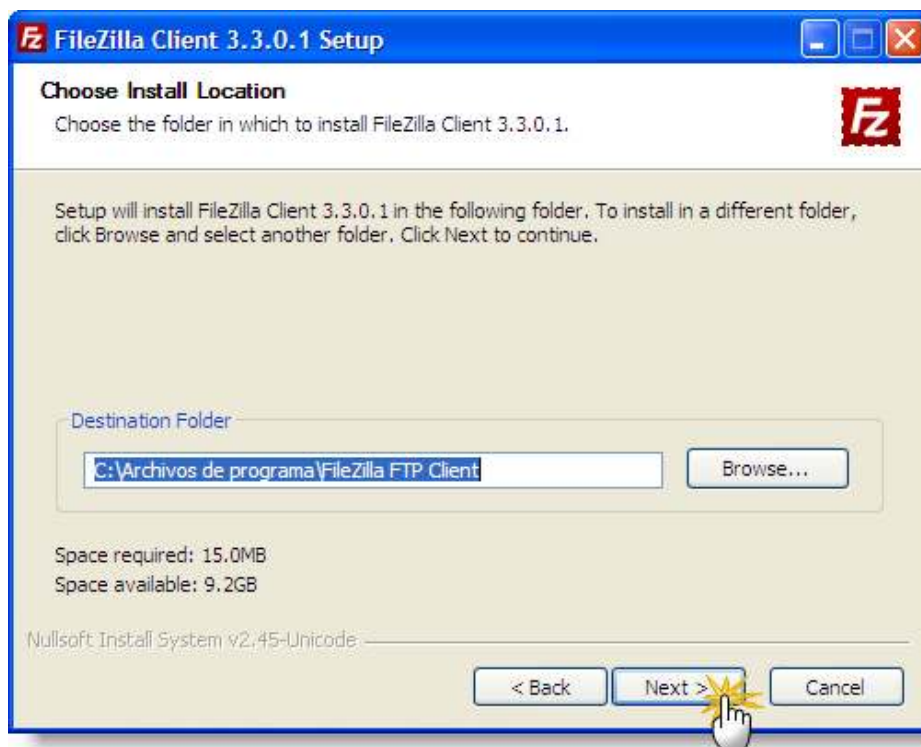 FZ FileZilla Client 3.3.0.1 Setup
Choose Install Location
Choose the folder in which to install FileZilla Client 3.3.0.1.
FZ
Setup will install FileZilla Client 3.3.0.1 in the following folder. To install in a different folder,
click Browse and select another folder. Click Next to continue.
Destination Folder
C:\Archivos de programa\FileZilla FTP Client
Browse...
Space required: 15.0MB
Space available: 9.2GB
Nullsoft Install System v2.45-Unicode
< Back
Next >
Cancel